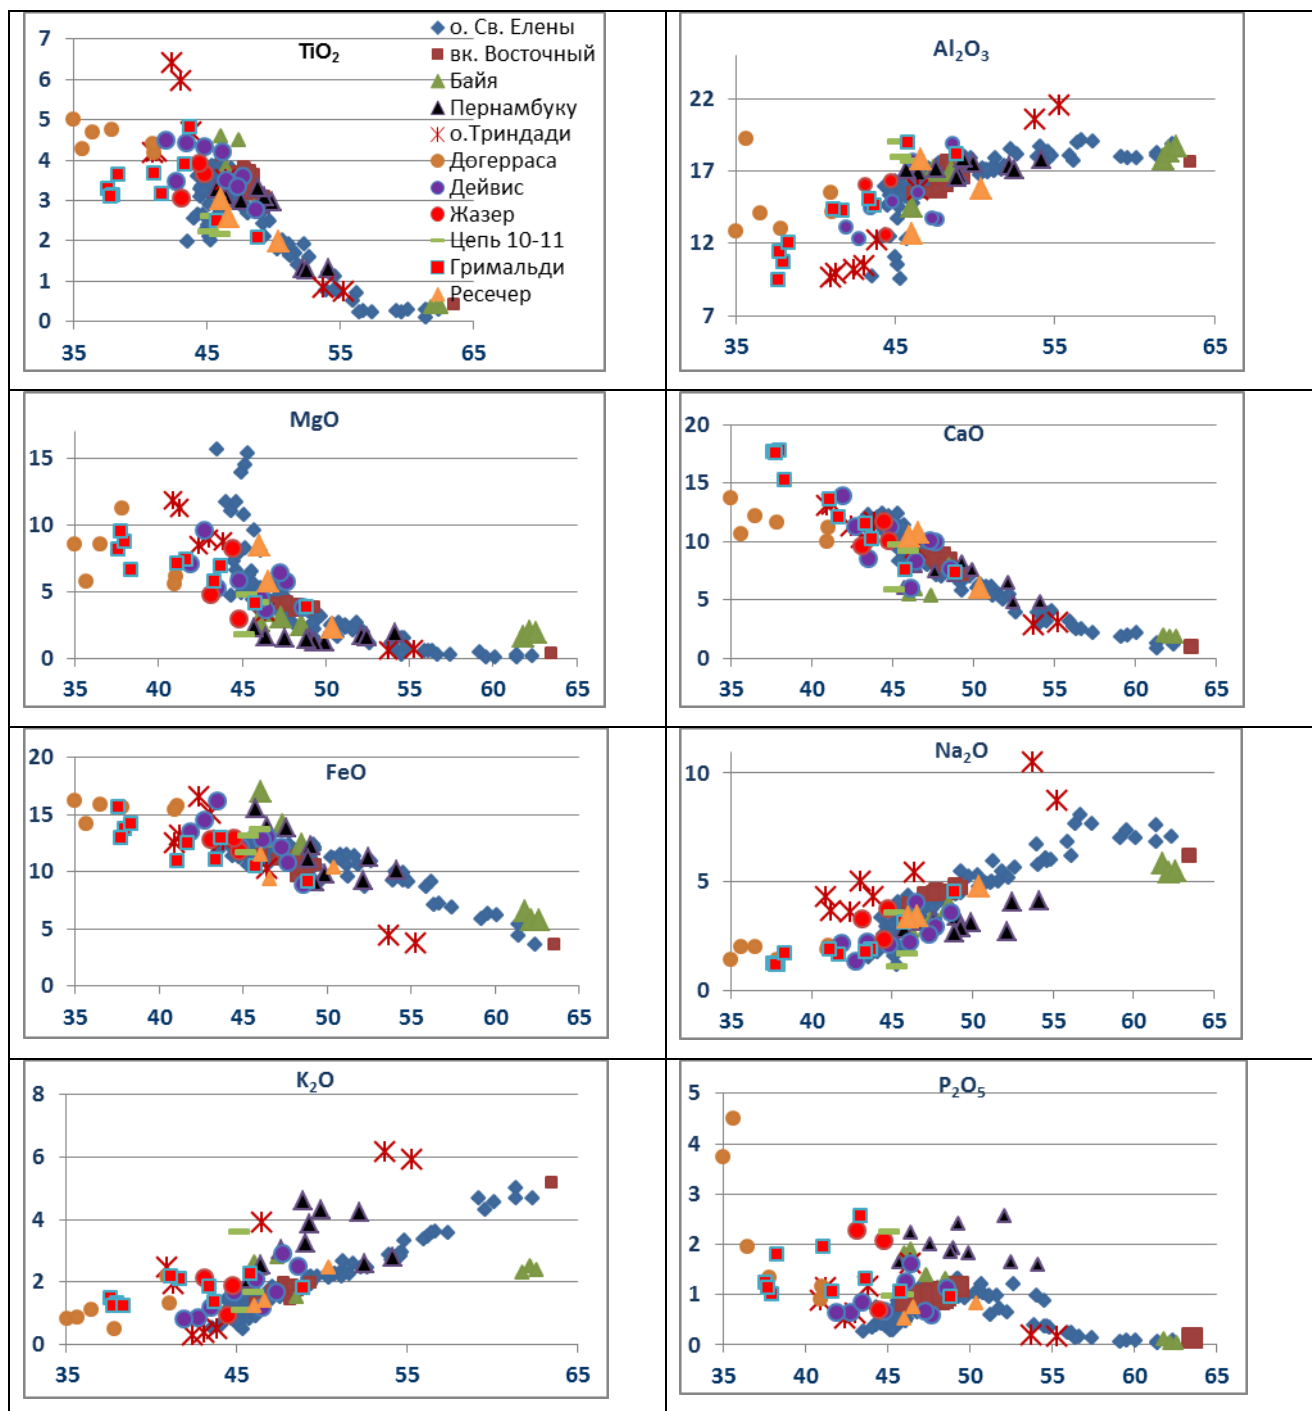 TiO₂
7
6
5
4
3
2
1
0
35 45 55 65
о. Св. Елены
вк. Восточный
Байя
Пернамбуку
о.Триндади
Догерраса
Дейвис
Жазер
Цепь 10-11
Гримальди
Ресечер
Al₂O₃
22
17
12
7
35 45 55 65
MgO
15
10
5
0
35 40 45 50 55 60 65
CaO
20
15
10
5
0
35 40 45 50 55 60 65
FeO
20
15
10
5
0
35 40 45 50 55 60 65
Na₂O
10
5
0
35 40 45 50 55 60 65
K₂O
8
6
4
2
0
35 45 55 65
P₂O₅
5
4
3
2
1
0
35 40 45 50 55 60 65